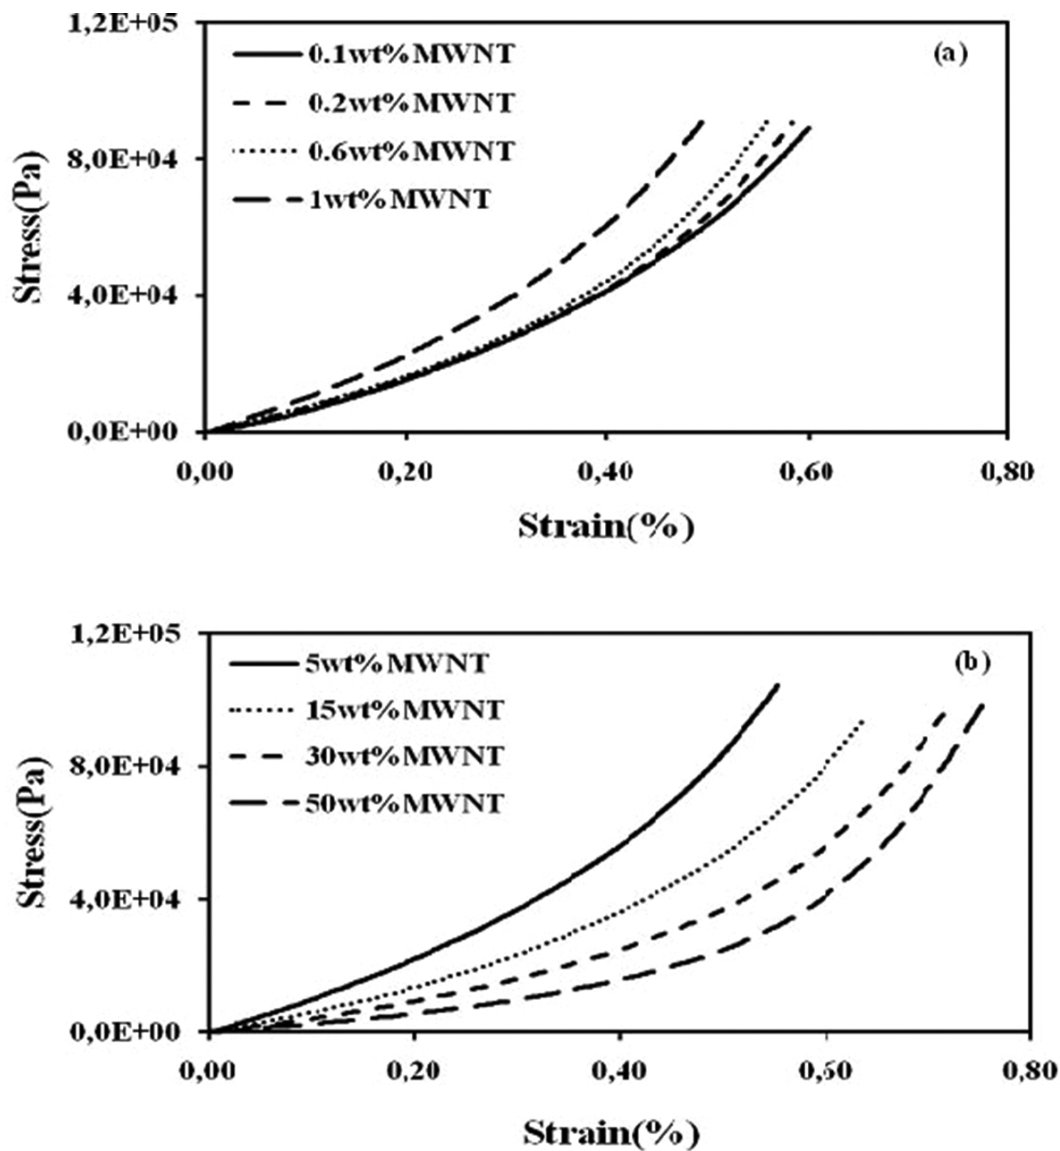 1,2E+05
(a)
0.1wt%MWNT
0.2wt%MWNT
0.6wt%MWNT
1wt%MWNT
8,0E+04
4,0E+04
0,0E+00
Stress(Pa)
0,00 0,20 0,40 0,60 0,80
Strain(%)
1,2E+05
(b)
5wt%MWNT
15wt%MWNT
30wt%MWNT
50wt%MWNT
8,0E+04
4,0E+04
0,0E+00
Stress(Pa)
0,00 0,20 0,40 0,60 0,80
Strain(%)